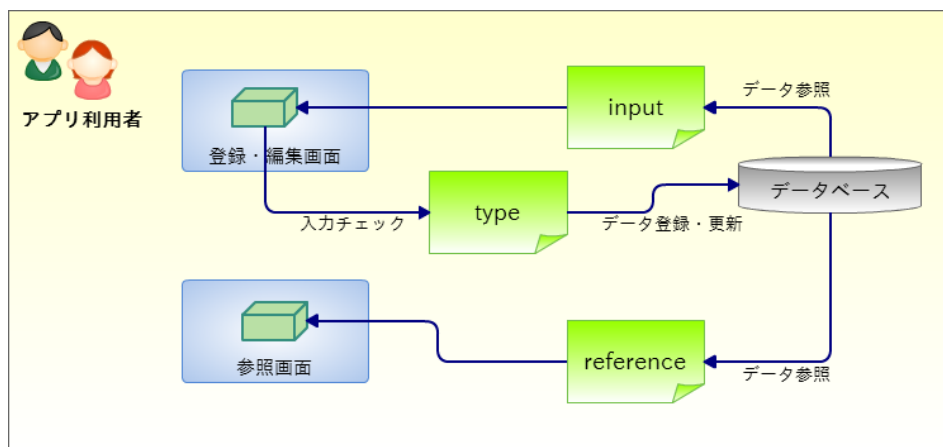 アプリ利用者
登録・編集画面
input
データ参照
データベース
入力チェック
type
データ登録・更新
参照画面
reference
データ参照